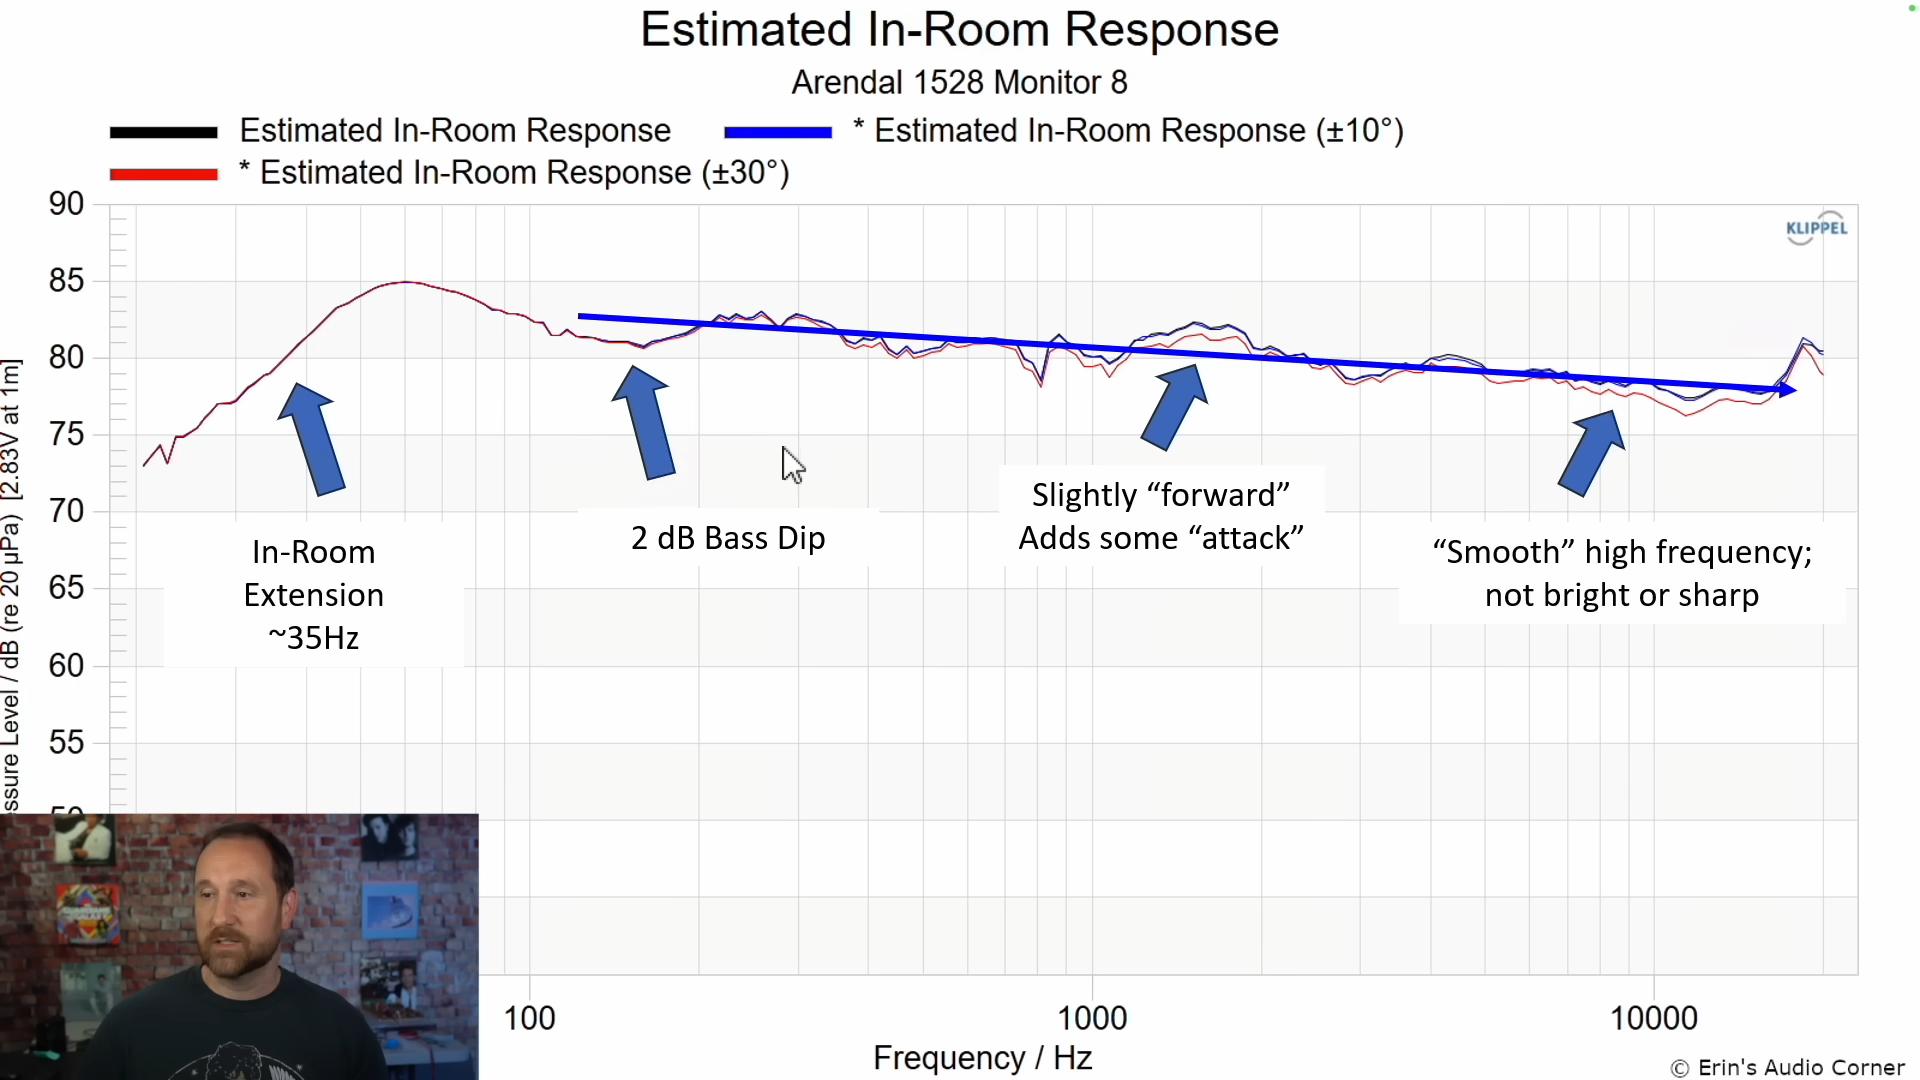 Estimated In-Room Response
Arendal 1528 Monitor 8
Estimated In-Room Response
* Estimated In-Room Response (±10°)
* Estimated In-Room Response (±30°)
90
85
80
75
70
65
60
55
ssure Level / dB (re 20 µPa) [2.83V at 1m]
KLIPPEL
In-Room
Extension
~35Hz
2 dB Bass Dip
Slightly “forward”
Adds some “attack”
“Smooth” high frequency;
not bright or sharp
100
1000
10000
Frequency / Hz
© Erin's Audio Corner